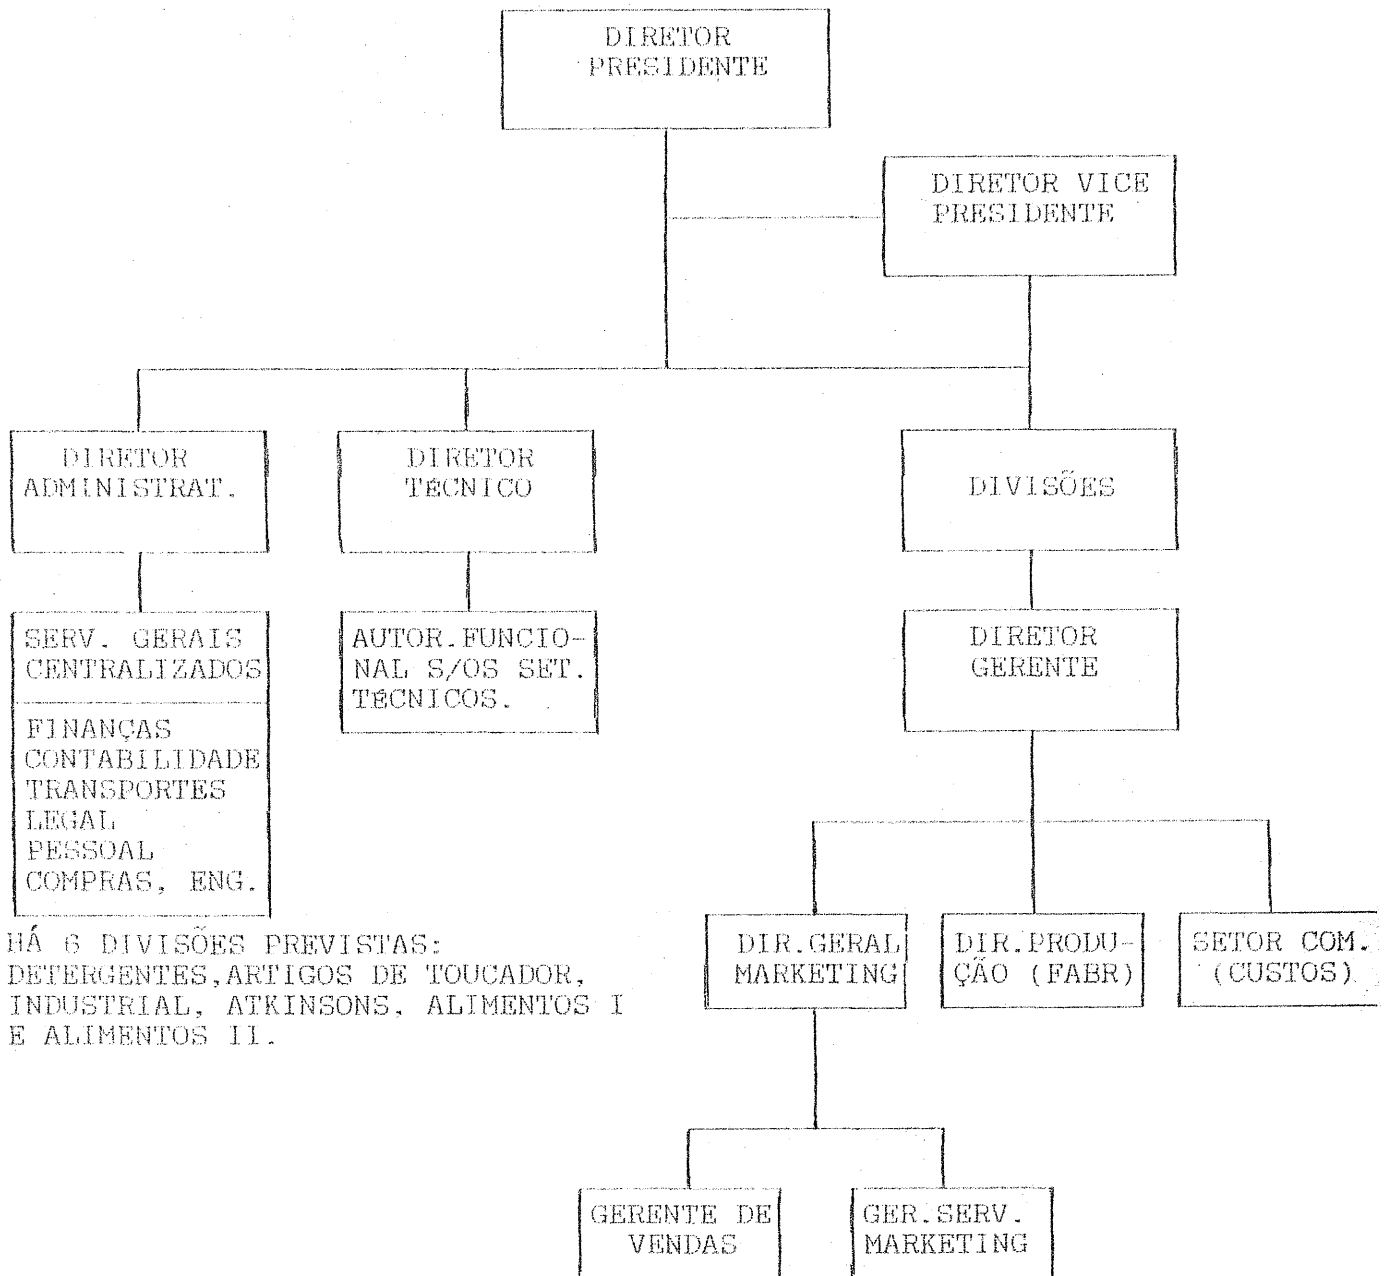 DIRETOR
PRESIDENTE
DIRETOR VICE
PRESIDENTE
DIRETOR
ADMINISTRAT.
DIRETOR
TÉCNICO
DIVISÕES
SERV. GERAIS
CENTRALIZADOS
FINANÇAS
CONTABILIDADE
TRANSPORTES
LEGAL
PESSOAL
COMPRAS, ENG.
AUTOR.FUNCIO-
NAL S/OS SET.
TÉCNICOS.
DIRETOR
GERENTE
HÁ 6 DIVISÕES PREVISTAS:
DETERGENTES,ARTIGOS DE TOUCADOR,
INDUSTRIAL, ATKINSONS, ALIMENTOS I
E ALIMENTOS II.
DIR.GERAL
MARKETING
DIR.PRODU-
ÇÃO (FABR)
SETOR COM.
(CUSTOS)
GERENTE DE
VENDAS
GER.SERV.
MARKETING